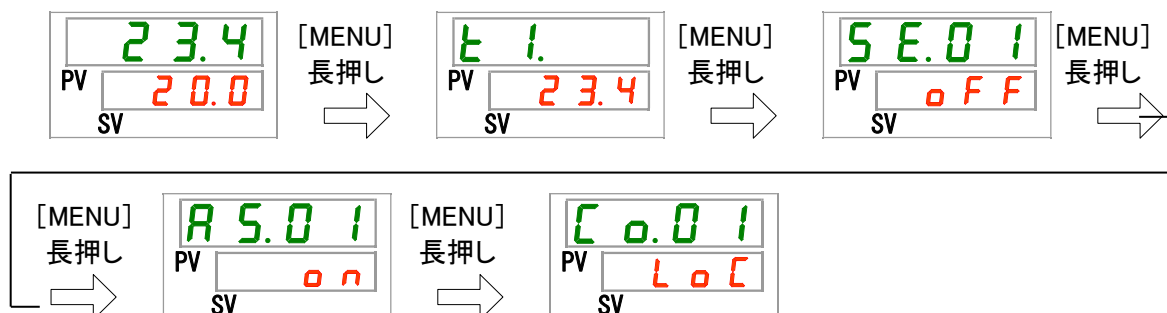 23.4
PV 20.0
SV
[MENU]
長押し
t 1.
PV 23.4
SV
[MENU]
長押し
SE.01
PV oFF
SV
[MENU]
長押し
[MENU]
長押し
AS.01
PV on
SV
[MENU]
長押し
Co.01
PV LoC
SV